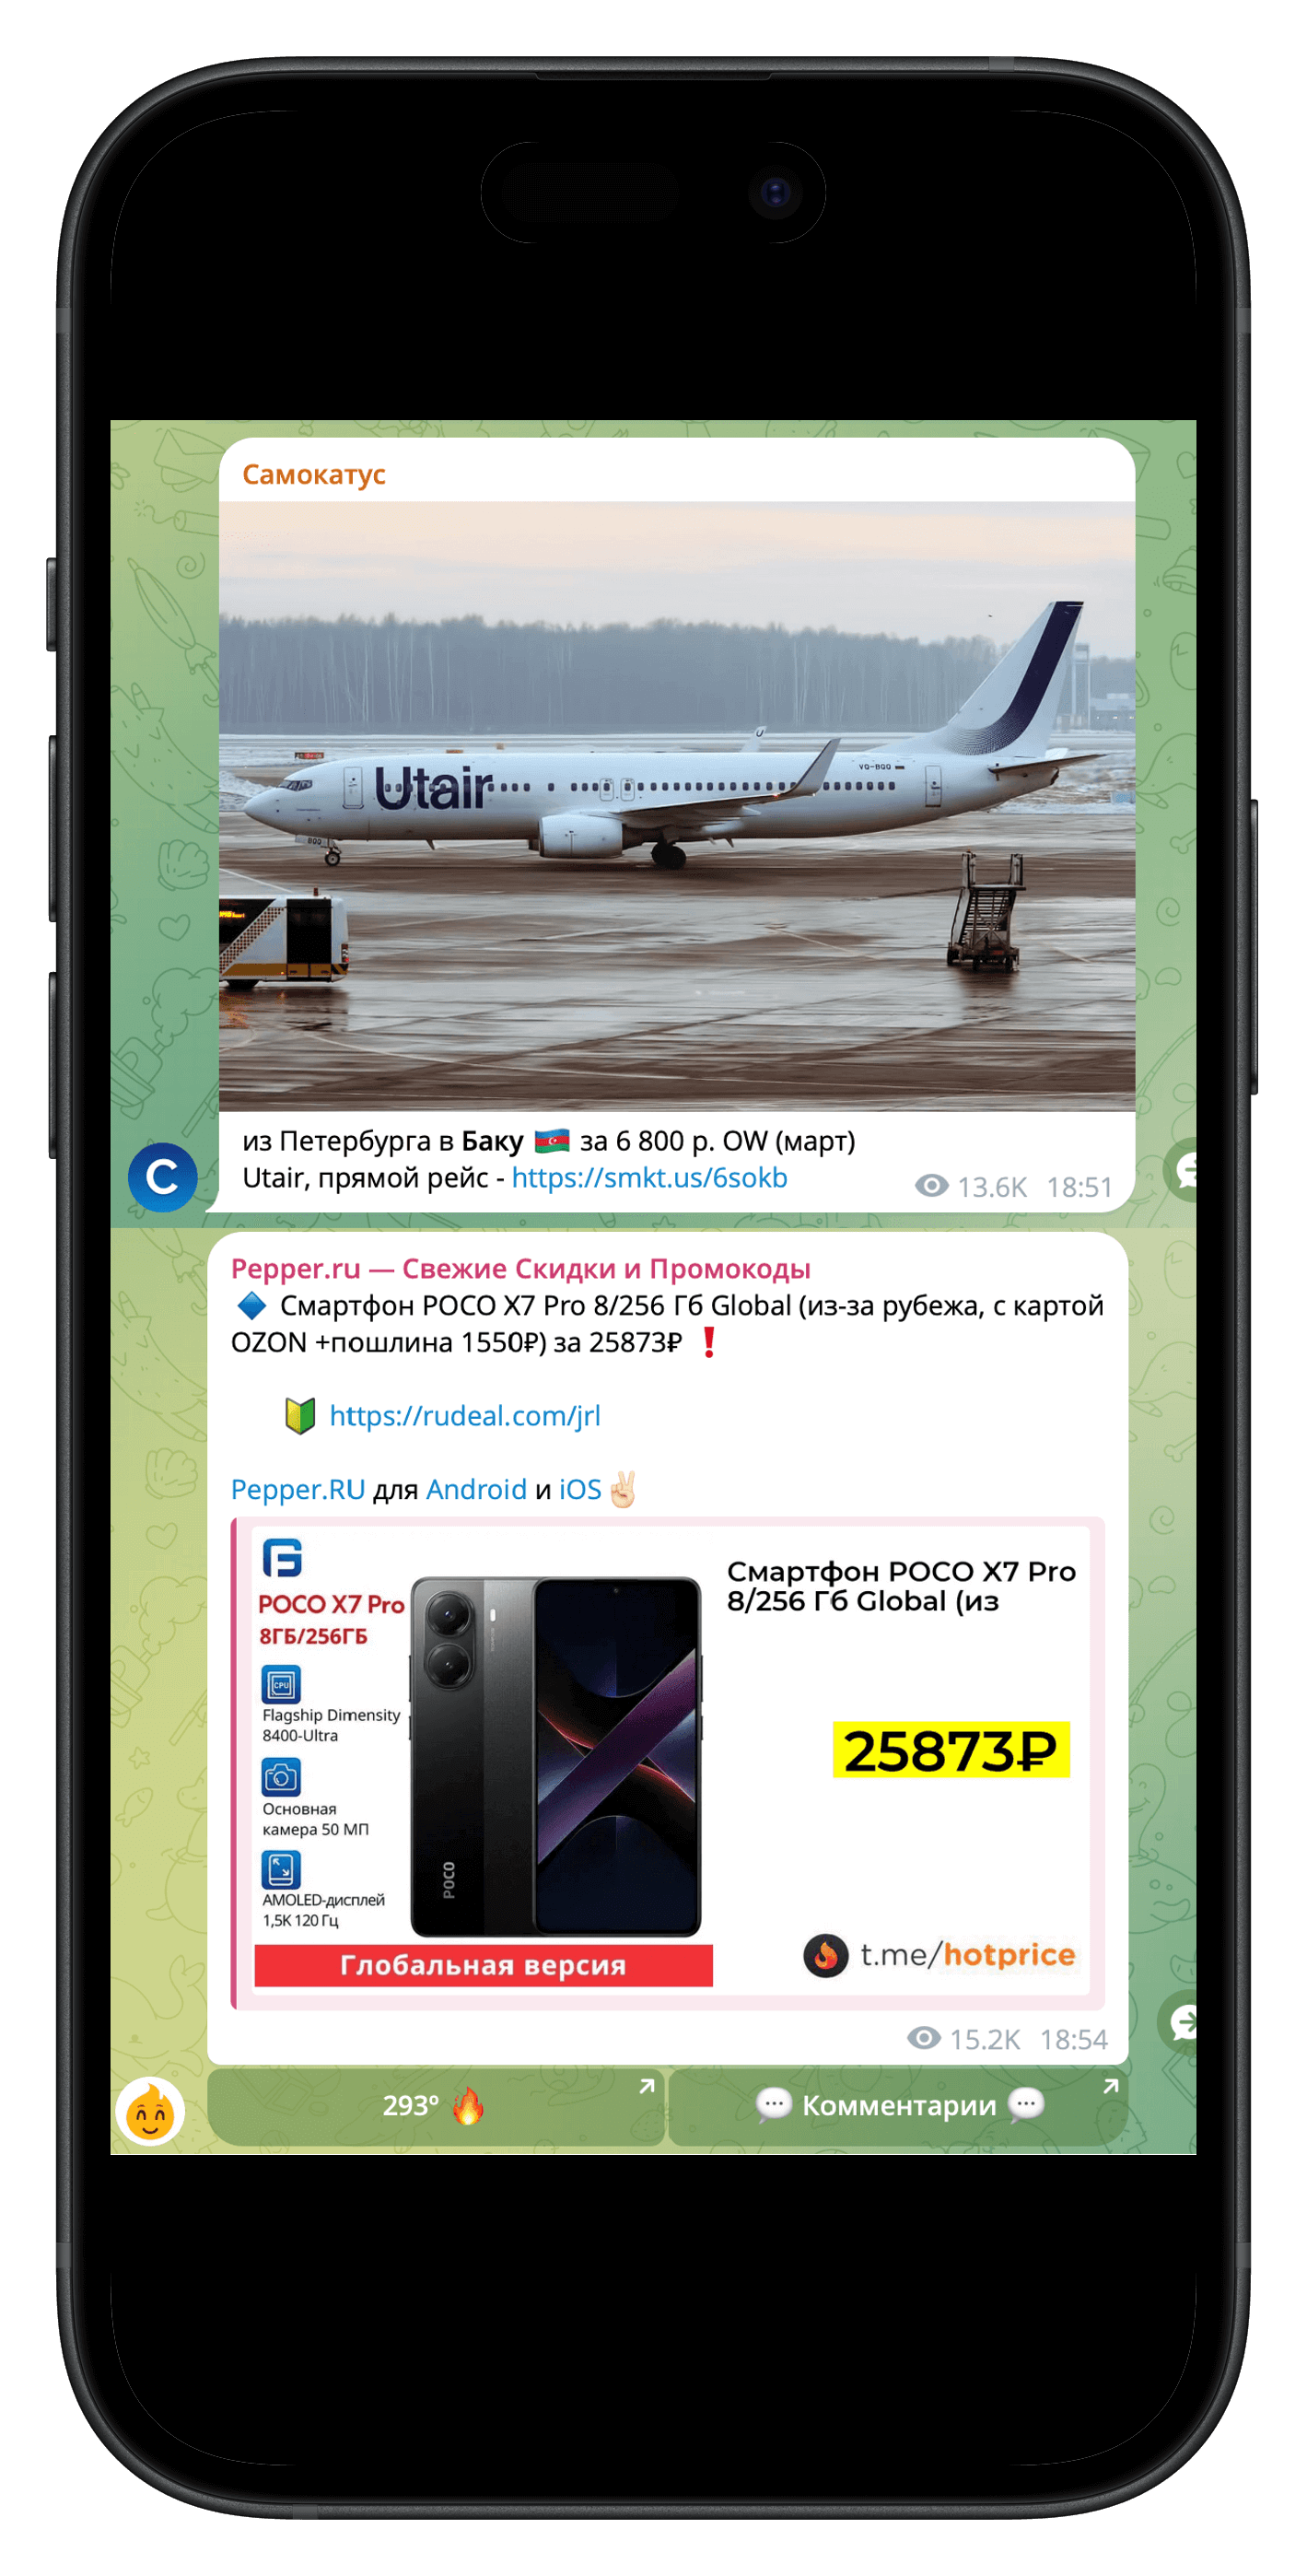 Самокатус
Utair
VQ-BQQ
BQQ
из Петербурга в Баку 🇦🇿 за 6 800 р. OW (март)
Utair, прямой рейс - https://smkt.us/6sokb
13.6K 18:51
C
Pepper.ru — Свежие Скидки и Промокоды
🔷 Смартфон POCO X7 Pro 8/256 Гб Global (из-за рубежа, с картой
OZON +пошлина 1550₽) за 25873₽ ❗
🔰 https://rudeal.com/jrl
Pepper.RU для Android и iOS ✌🏻
POCO X7 Pro
8ГБ/256ГБ
CPU
Flagship Dimensity
8400-Ultra
Основная
камера 50 МП
AMOLED-дисплей
1,5K 120 Гц
POCO
Глобальная версия
Смартфон POCO X7 Pro
8/256 Гб Global (из
25873₽
t.me/hotprice
15.2K 18:54
293° 🔥
💬 Комментарии 💬